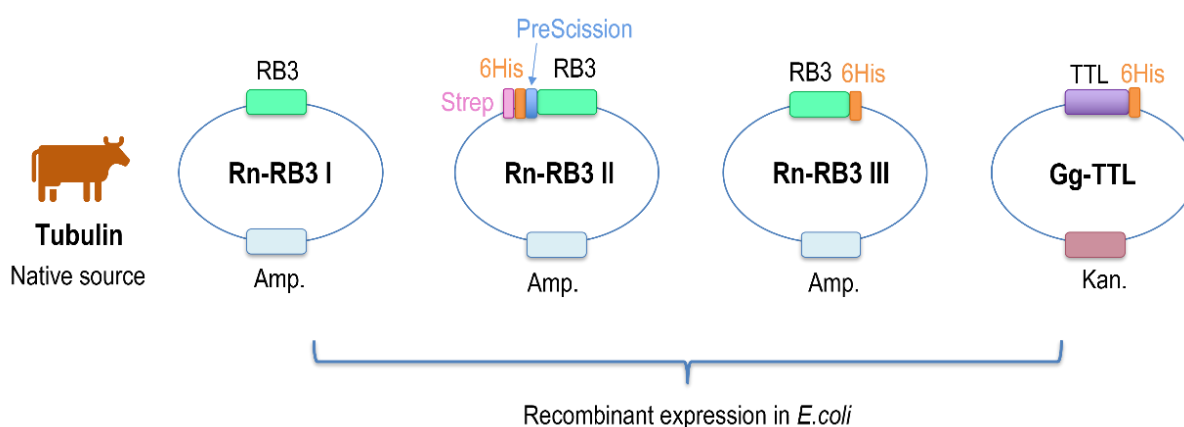 PreScission
RB3
6His
RB3
Strep
RB3
6His
TTL
6His
Tubulin
Native source
Rn-RB3 I
Rn-RB3 II
Rn-RB3 III
Gg-TTL
Amp.
Amp.
Amp.
Kan.
Recombinant expression in E.coli